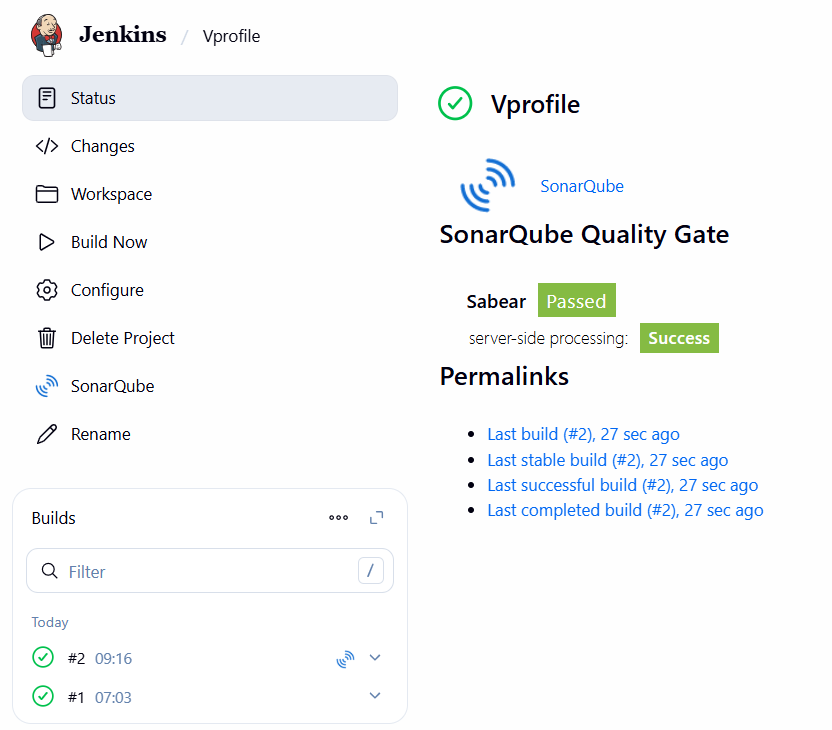 Jenkins / Vprofile
Status
Changes
Workspace
Build Now
Configure
Delete Project
SonarQube
Rename
Builds
Filter /
Today
#2 09:16
#1 07:03
Vprofile
SonarQube
SonarQube Quality Gate
Sabear Passed
server-side processing: Success
Permalinks
Last build (#2), 27 sec ago
Last stable build (#2), 27 sec ago
Last successful build (#2), 27 sec ago
Last completed build (#2), 27 sec ago